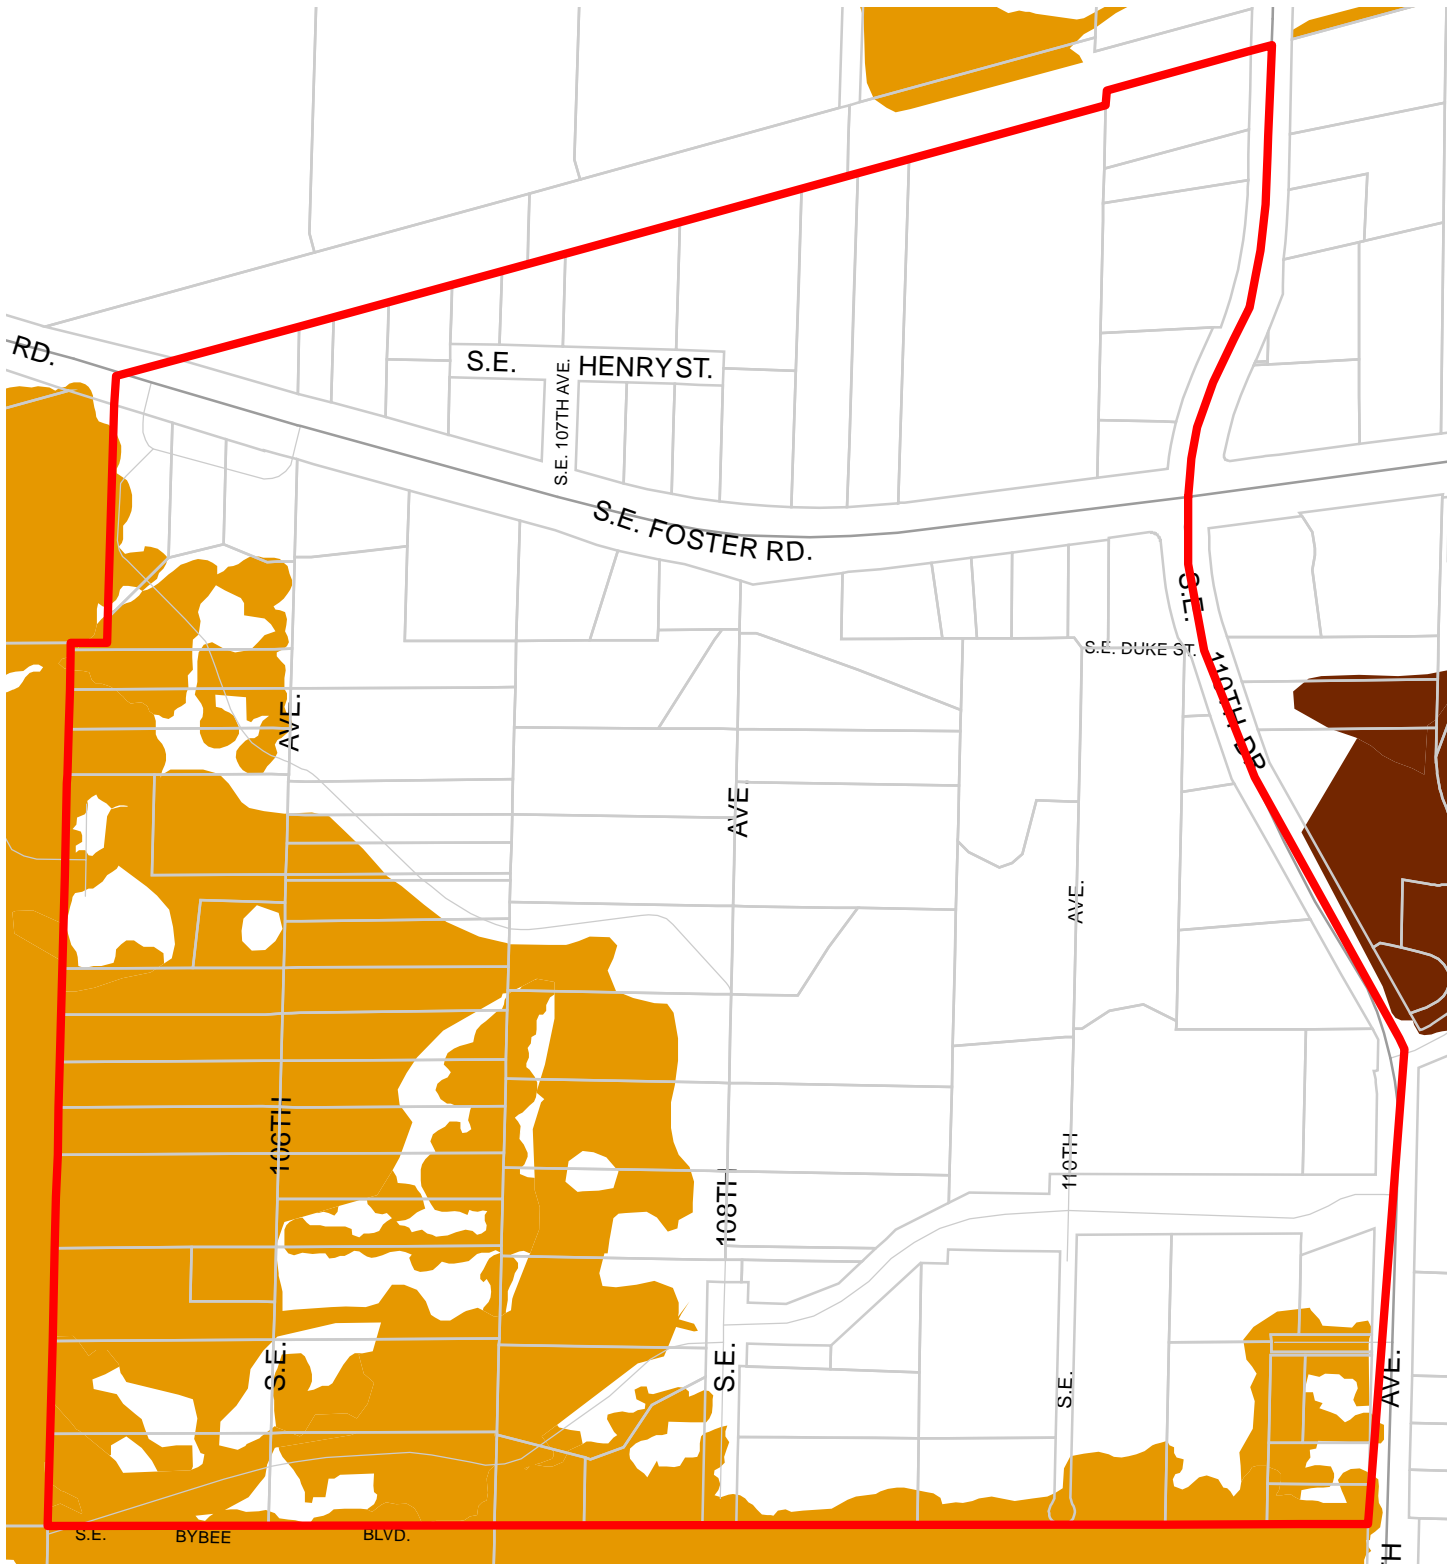 RD.
S.E. HENRY ST.
S.E. 107TH AVE.
S.E. FOSTER RD.
S.E. 110TH DR.
S.E. DUKE ST.
S.E. 106TH AVE.
S.E. 108TH AVE.
S.E. 110TH AVE.
AVE.
TH
S.E. BYBEE BLVD.